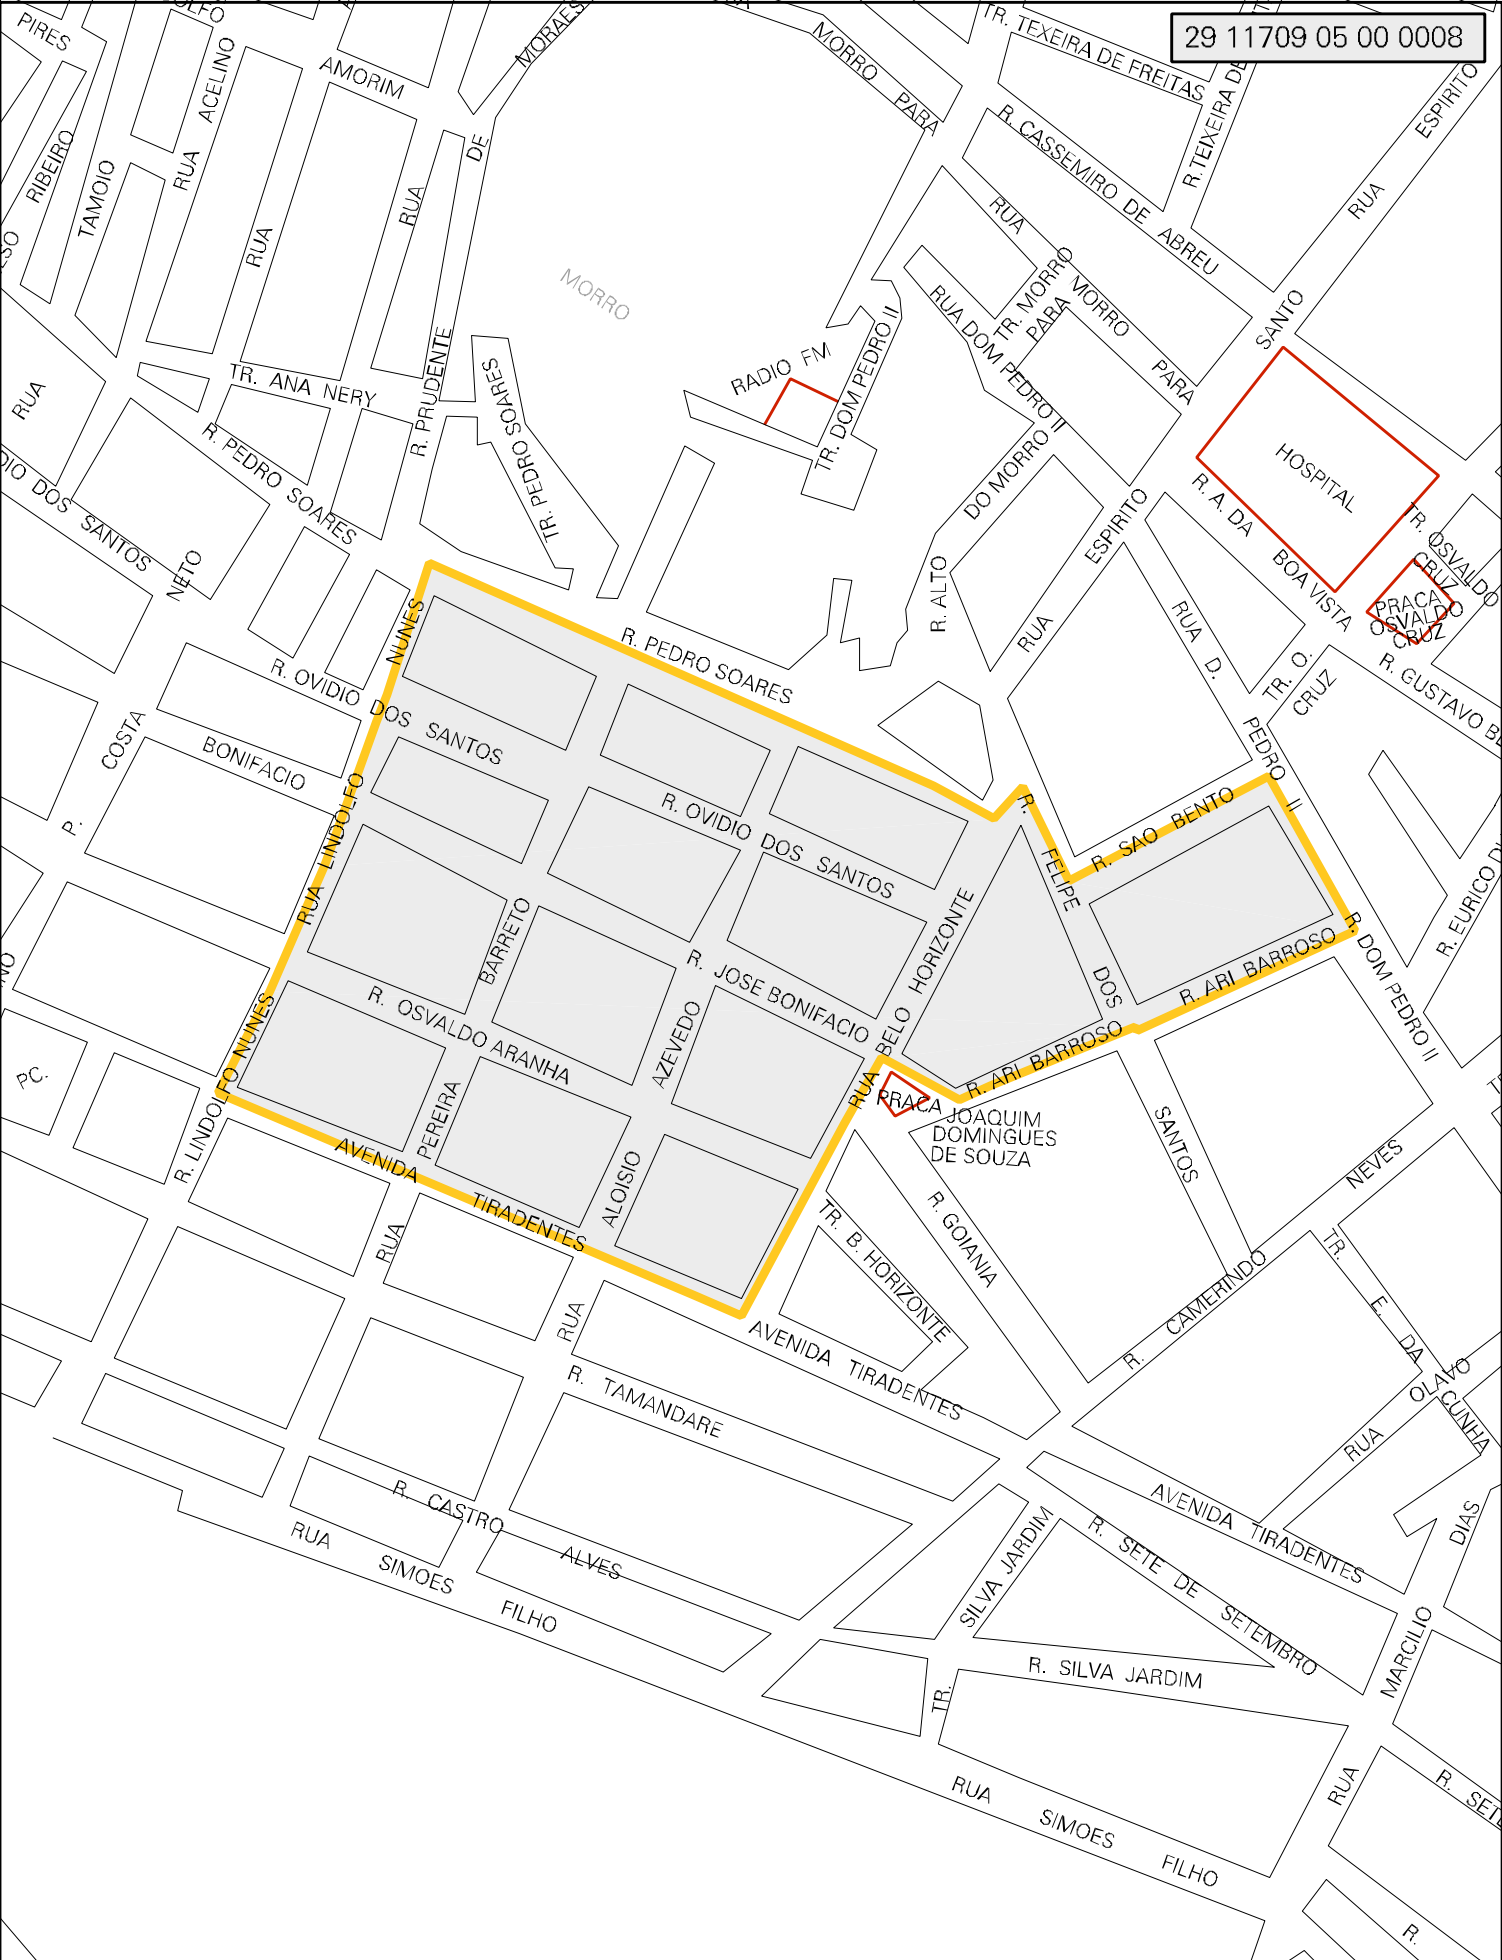 29 11709 05 00 0008
PIRES
ACELINO
AMORIM
MORAES
MORRO PARA
TR. TEXEIRA DE FREITAS
R. TEIXEIRA DE
ESPIRITO
RIBEIRO
TAMOIO
RUA
RUA
RUA
DE
R. CASSEMIRO DE ABREU
RUA
RUA
MORRO PARA
TR. MORRO
PARA
MORRO
RUA DOM PEDRO II
SANTO
RADIO FM
TR. DOM PEDRO II
TR. ANA NERY
R. PRUDENTE
TR. PEDRO SOARES
RUA
R. PEDRO SOARES
DOS SANTOS
NETO
DO MORRO
R. ALTO
ESPIRITO
RUA
HOSPITAL
R. A. DA BOA VISTA
TR. OSVALDO
CRUZ
PRACA
OSVALDO
CRUZ
R. GUSTAVO
RUA D.
PEDRO
II
TR. O.
CRUZ
NUNES
R. PEDRO SOARES
R. OVIDIO DOS SANTOS
COSTA
P.
BONIFACIO
RUA LINDOLFO
R. OVIDIO DOS SANTOS
R.
FELIPE
DOS
SANTOS
R. SAO BENTO
R. EURICO
R. DOM PEDRO II
R. ARI BARROSO
BELO HORIZONTE
RUA
BARRETO
R. JOSE BONIFACIO
R. OSVALDO ARANHA
AZEVEDO
R. ARI BARROSO
R. LINDOLFO NUNES
PC.
PEREIRA
PRACA JOAQUIM
DOMINGUES
DE SOUZA
AVENIDA TIRADENTES
ALOISIO
RUA
RUA
TR. B. HORIZONTE
R. GOIANIA
R. CAMERINDO NEVES
TR. E. DA CUNHA
RUA OLAVO
AVENIDA TIRADENTES
R. TAMANDARE
R. CASTRO ALVES
RUA SIMOES FILHO
AVENIDA TIRADENTES
SILVA JARDIM
TR.
R. SETE DE SETEMBRO
R. SILVA JARDIM
DIAS
MARCILIO
RUA
RUA SIMOES FILHO
R.
R.